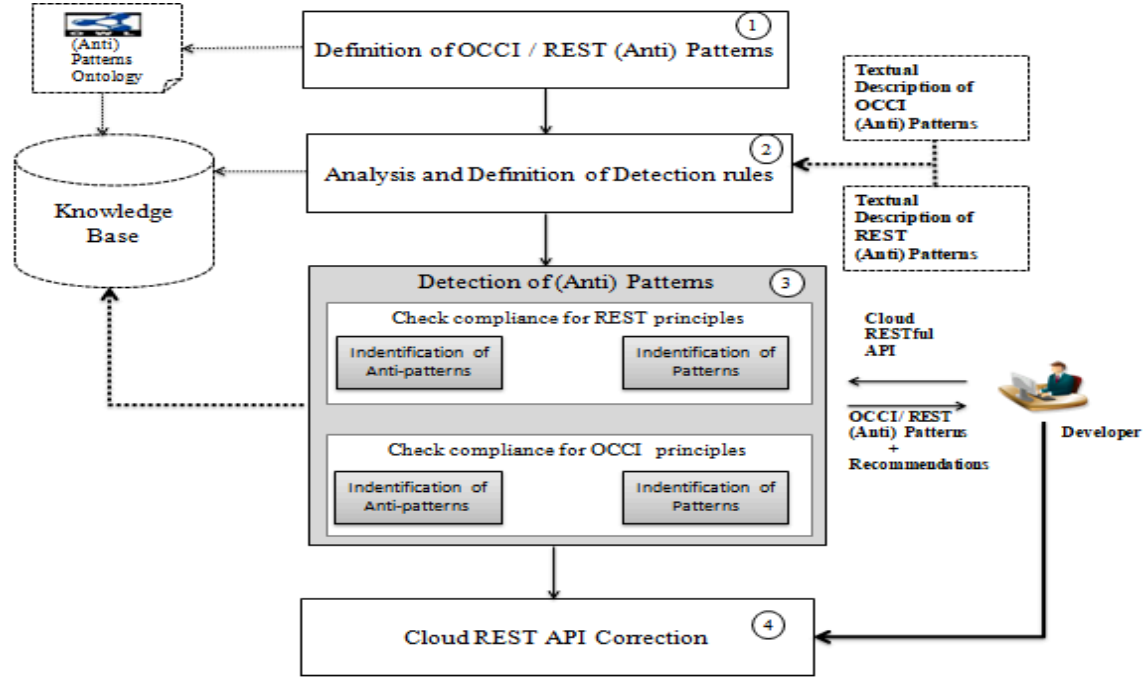 OWL
(Anti)
Patterns
Ontology
1
Definition of OCCI / REST (Anti) Patterns
Textual
Description of
OCCI
(Anti) Patterns
2
Analysis and Definition of Detection rules
Textual
Description of
REST
(Anti) Patterns
Knowledge
Base
Detection of (Anti) Patterns
3
Check compliance for REST principles
Indentification of
Anti-patterns
Indentification of
Patterns
Check compliance for OCCI principles
Indentification of
Anti-patterns
Indentification of
Patterns
Cloud
RESTful
API
OCCI/ REST
(Anti) Patterns
+
Recommendations
Developer
Cloud REST API Correction
4